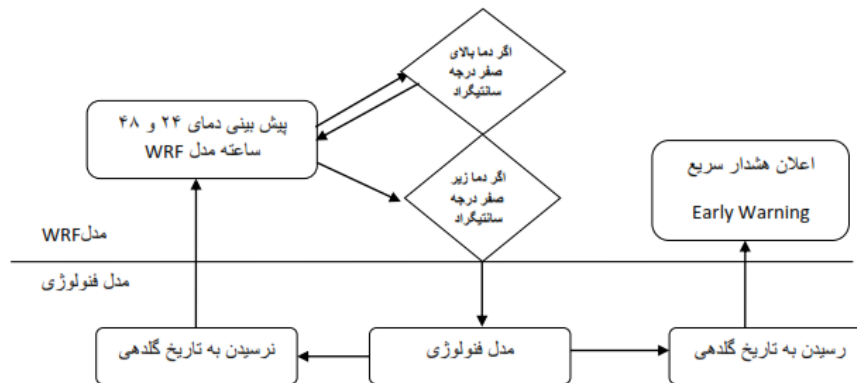 اگر دما بالای
صفر درجه
سانتیگراد
پیش بینی دمای ۲۴ و ۴۸
ساعته مدل WRF
اگر دما زیر
صفر درجه
سانتیگراد
اعلان هشدار سریع
Early Warning
مدلWRF
مدل فنولوژی
رسیدن به تاریخ گلدهی
مدل فنولوژی
نرسیدن به تاریخ گلدهی